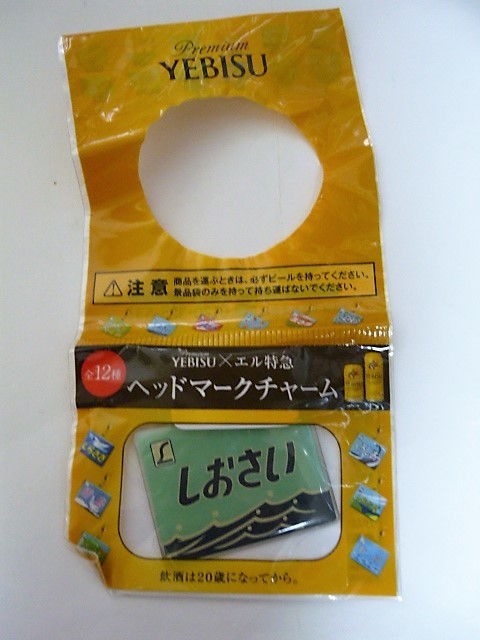 Premium
YEBISU
注意
商品を運ぶときは、必ずビールを持ってください。
景品袋のみを持って持ち運ばないでください。
Premium
YEBISU×エル特急
全12種
ヘッドマークチャーム
L
しおさい
飲酒は20歳になってから。